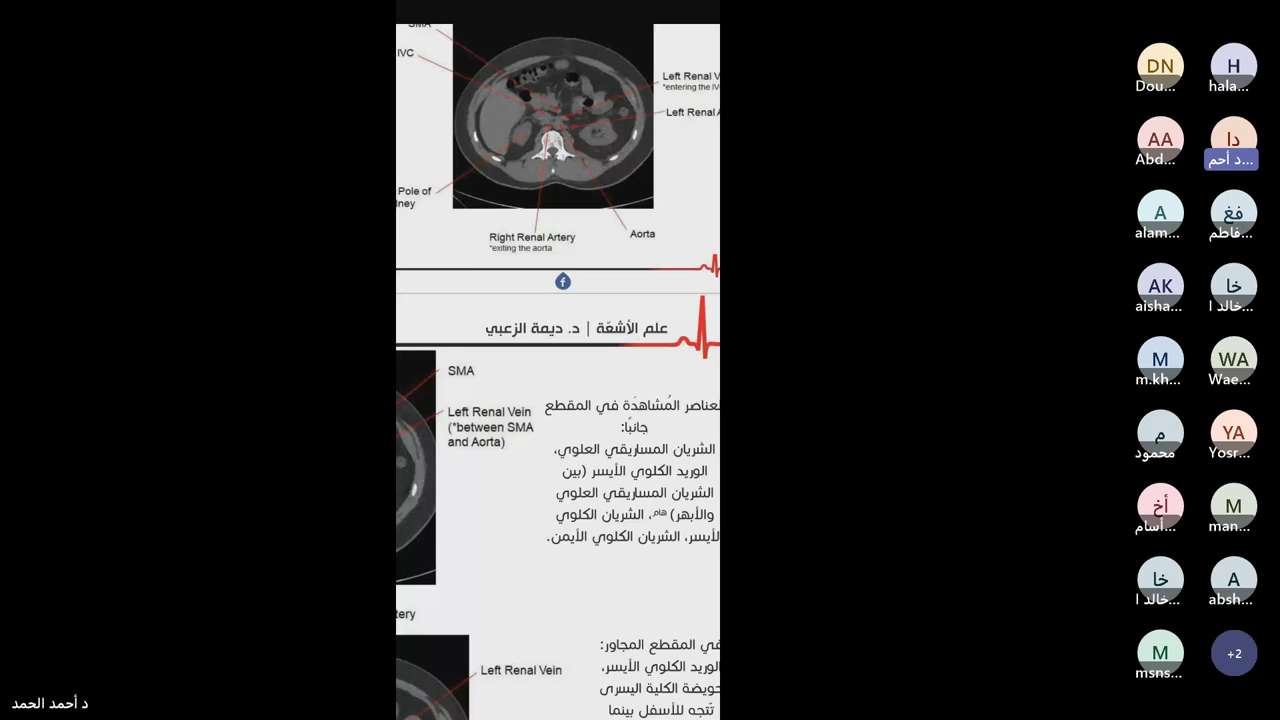 SMA
IVC
Left Renal V
*entering the IV
Left Renal A
Pole of
Right Renal Artery
*exiting the aorta
Aorta
علم الأشعّة | د. ديمة الزعبي
SMA
Left Renal Vein
(*between SMA
and Aorta)
لعناصر المُشاهدَة في المقطع
جانبًا:
الشريان المساريقي العلوي،
الوريد الكلوي الأيسر (بين
الشريان المساريقي العلوي
والأبهر) هام، الشريان الكلوي
لأيسر، الشريان الكلوي الأيمن.
tery
في المقطع المجاور:
لوريد الكلوي الأيسر،
حويضة الكلية اليسرى
تتّجه للأسفل بينما
Left Renal Vein
DN
Dou...
H
hala...
AA
Abd...
دا
د أحم...
A
alam...
فغ
فاطم...
AK
aisha...
خا
خالد ا...
M
m.kh...
WA
Wae...
م
محمود
YA
Yosr...
أخ
أسام...
M
man...
خا
خالد ا...
A
absh...
M
msns...
+2
د أحمد الحمد